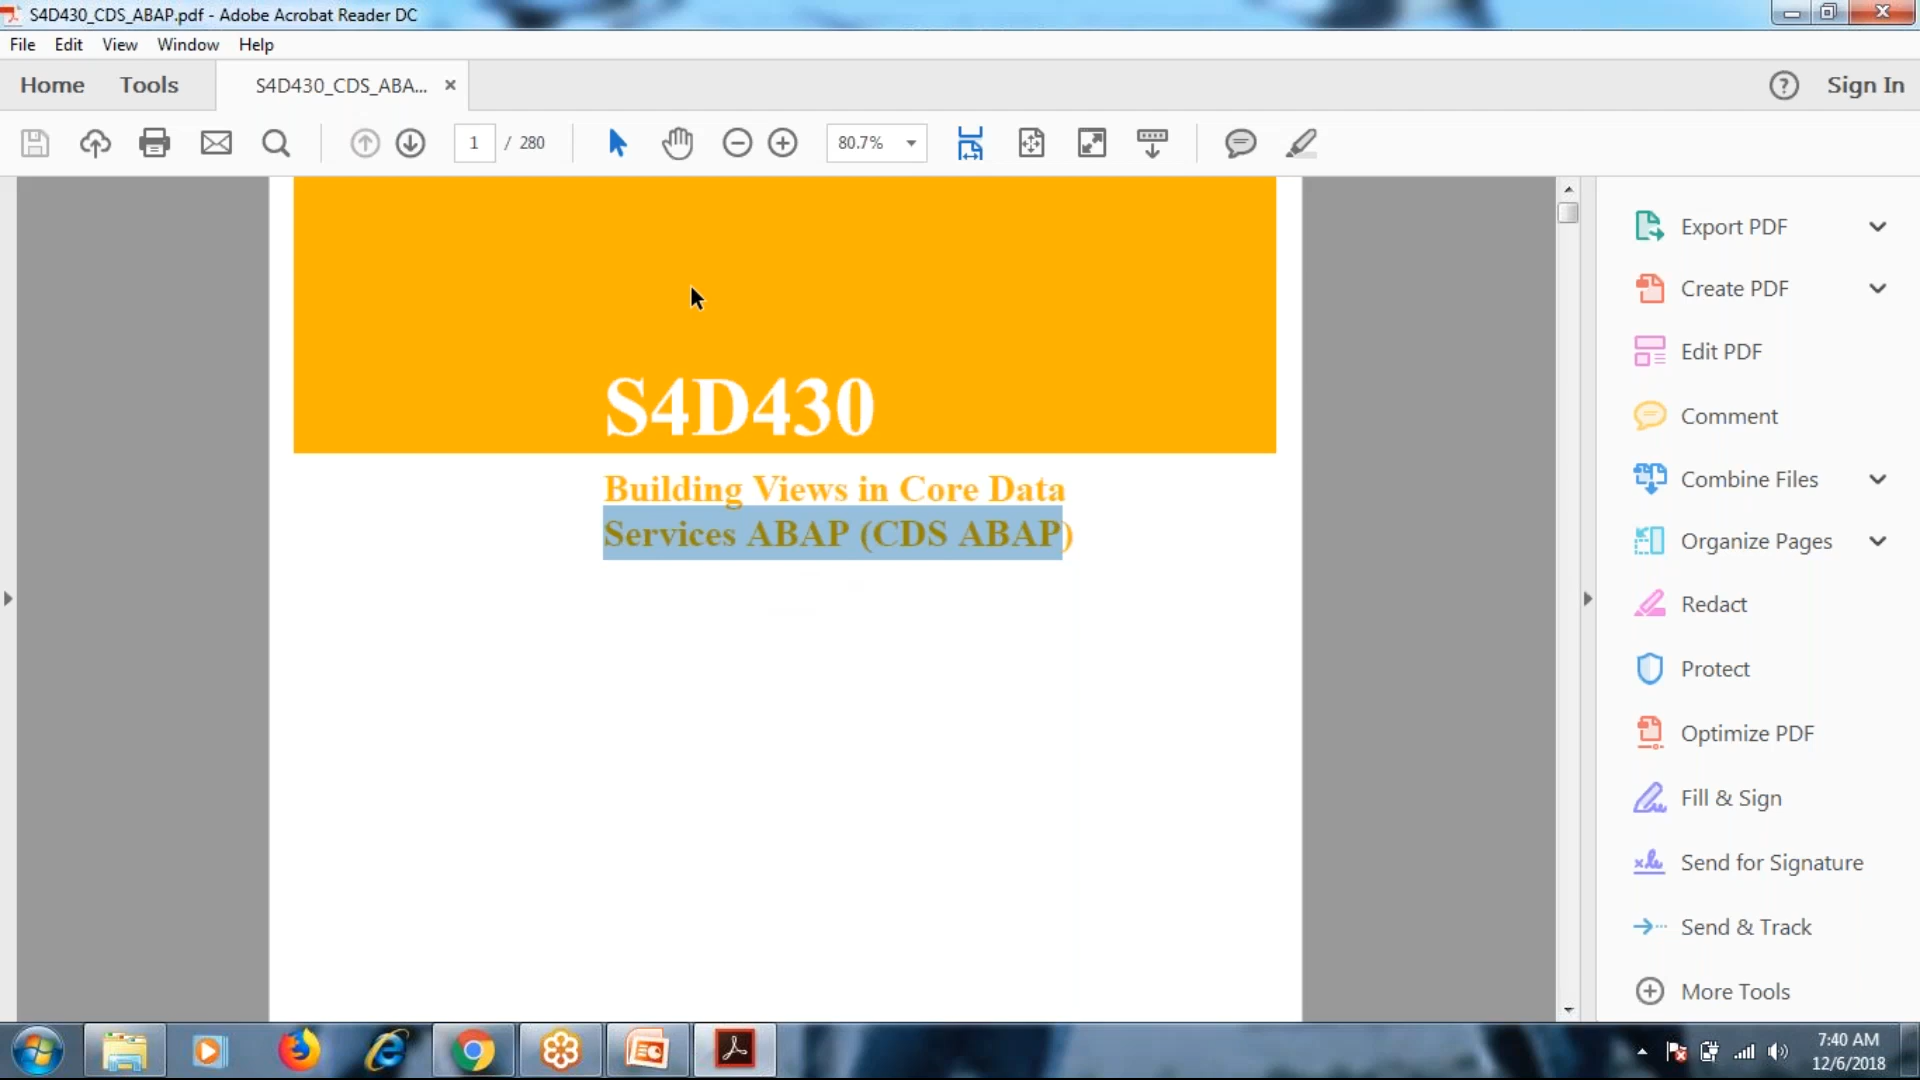 S4D430_CDS_ABAP.pdf - Adobe Acrobat Reader DC
File Edit View Window Help
Home Tools S4D430_CDS_ABA... Sign In
1 / 280 80.7%
Export PDF
Create PDF
Edit PDF
Comment
Combine Files
Organize Pages
Redact
Protect
Optimize PDF
Fill & Sign
Send for Signature
Send & Track
More Tools
S4D430
Building Views in Core Data
Services ABAP (CDS ABAP)
7:40 AM
12/6/2018